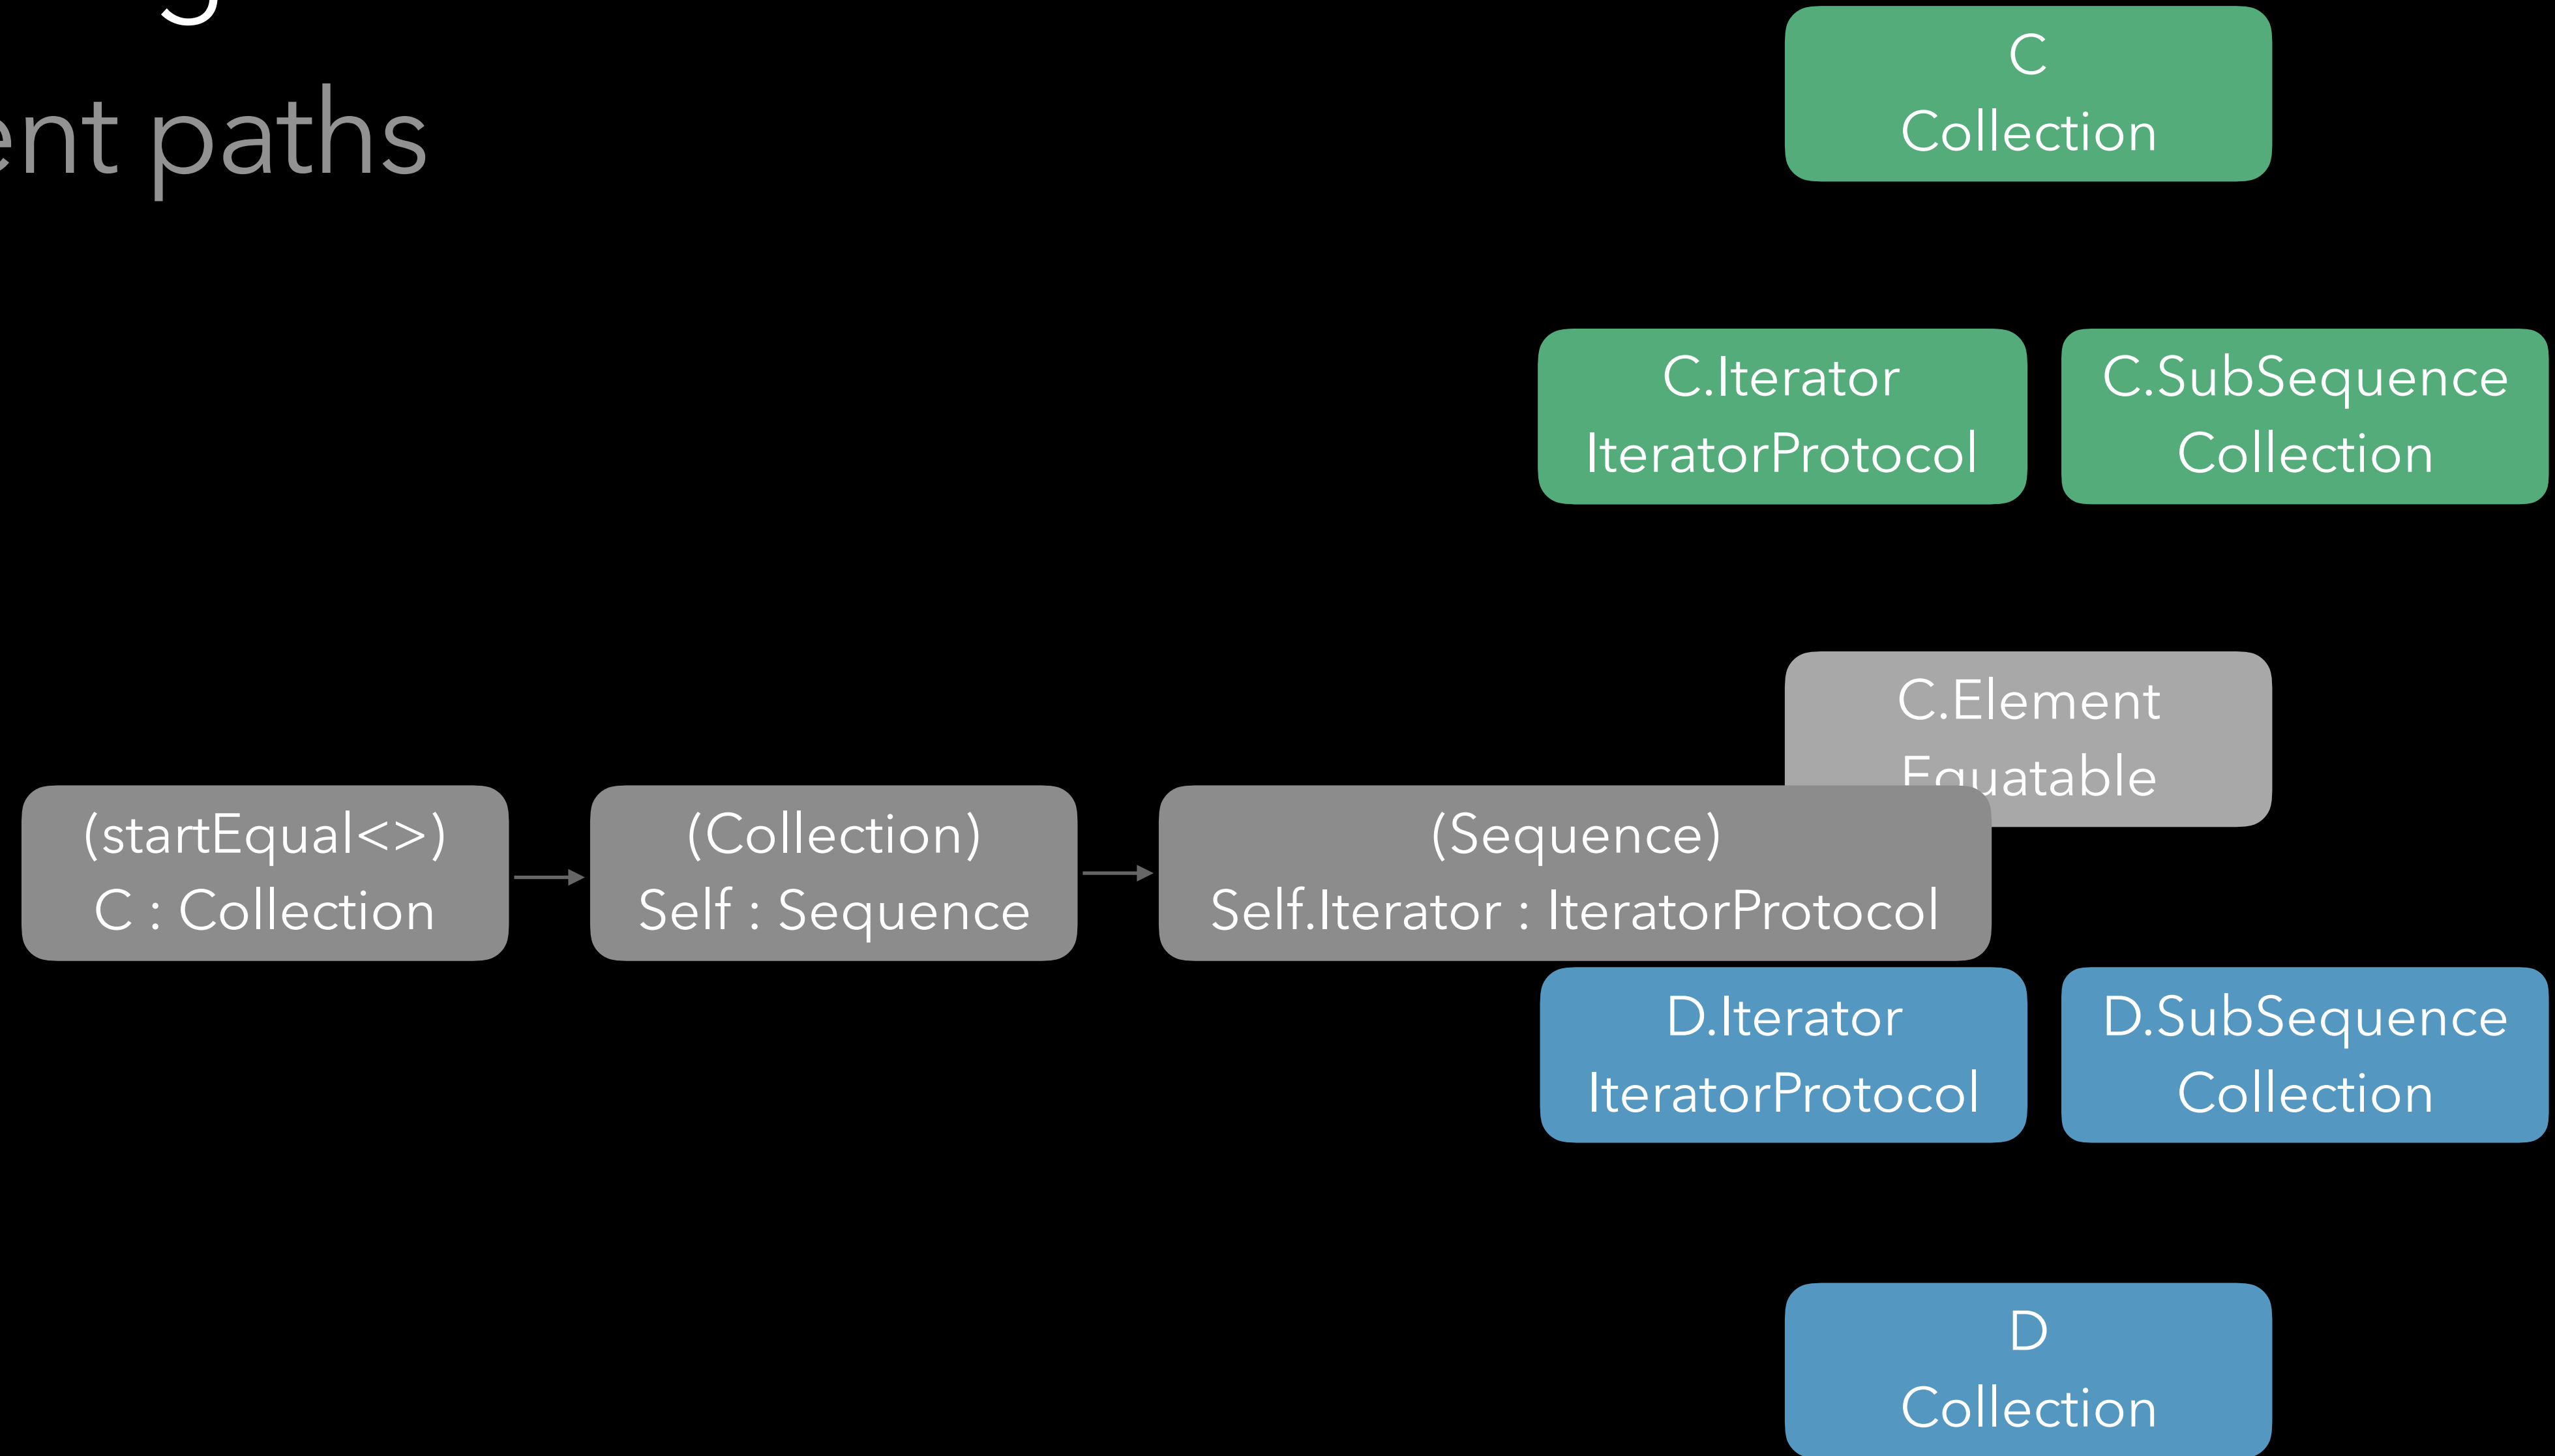 paths
C
Collection
C.Iterator
IteratorProtocol
C.SubSequence
Collection
C.Element
Equatable
(startEqual<>)
C : Collection
(Collection)
Self : Sequence
(Sequence)
Self.Iterator : IteratorProtocol
D.Iterator
IteratorProtocol
D.SubSequence
Collection
D
Collection